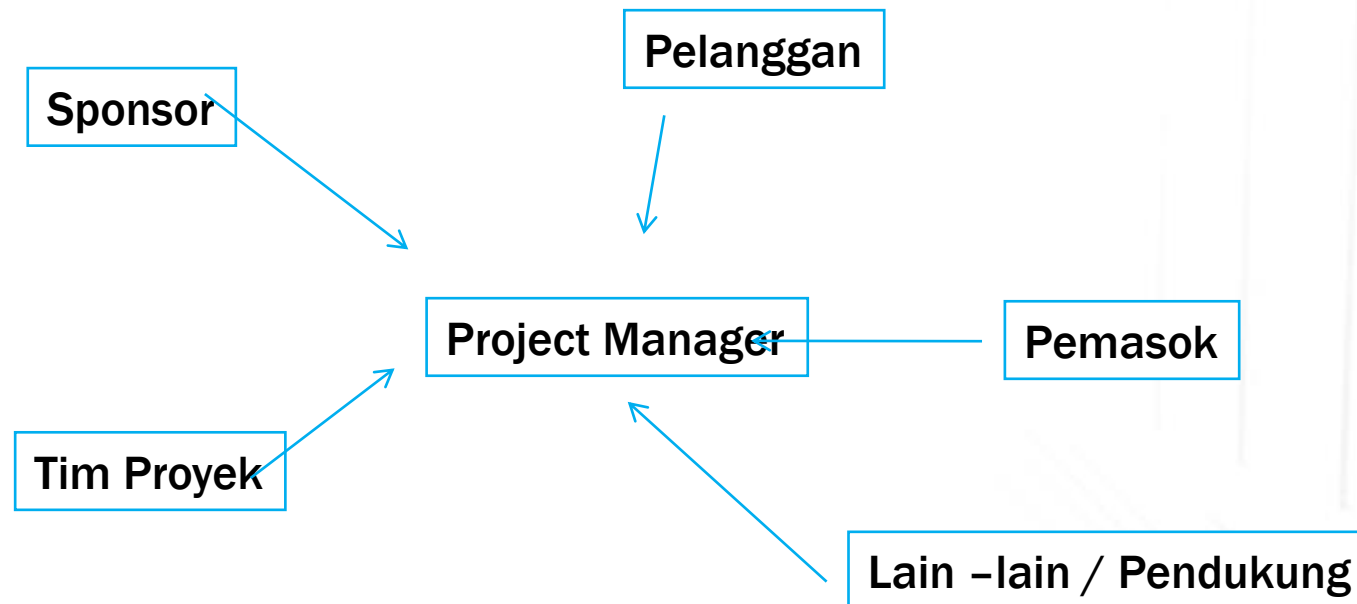 Pelanggan
Sponsor
Project Manager
Pemasok
Tim Proyek
Lain –lain / Pendukung